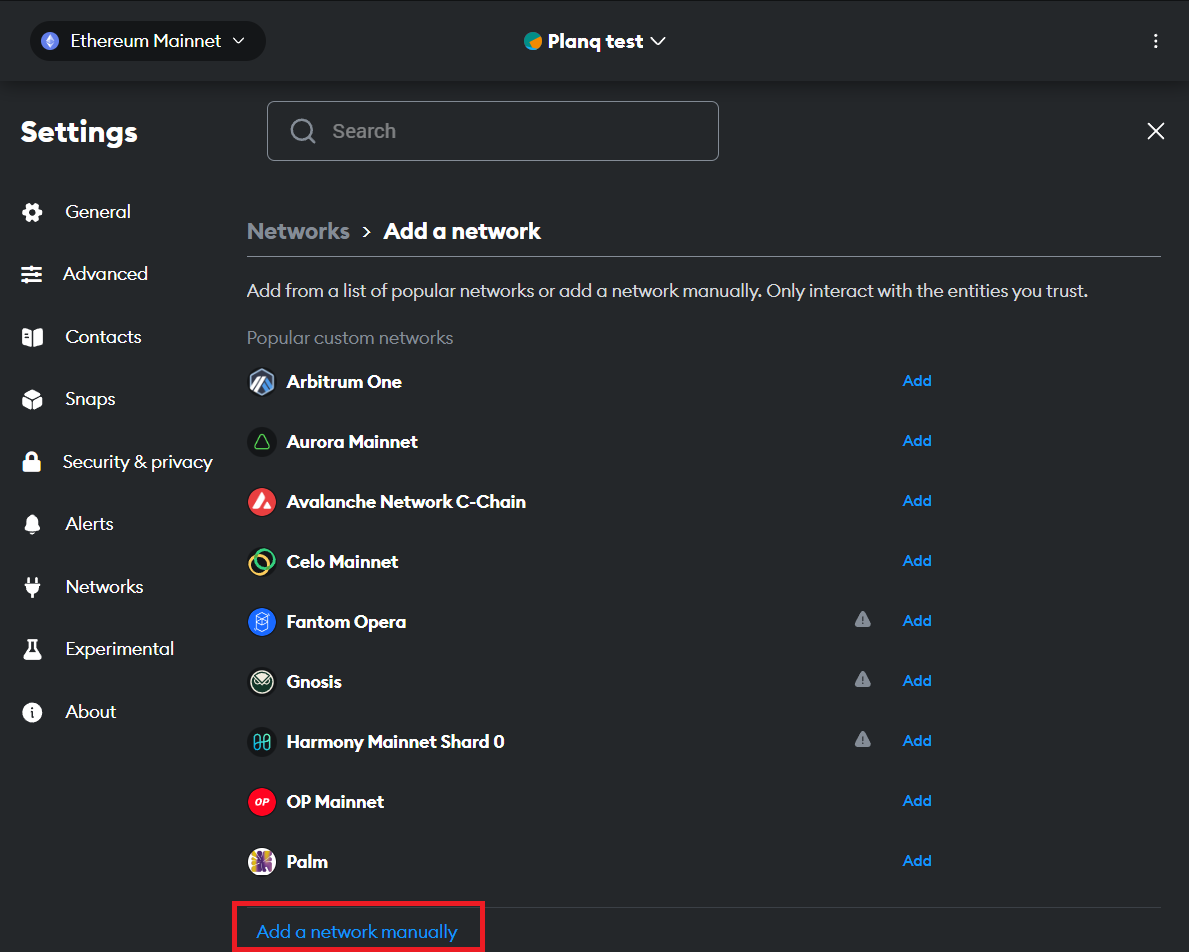 Ethereum Mainnet
Planq test
Settings
Search
General
Advanced
Contacts
Snaps
Security & privacy
Alerts
Networks
Experimental
About
Networks > Add a network
Add from a list of popular networks or add a network manually. Only interact with the entities you trust.
Popular custom networks
Arbitrum One Add
Aurora Mainnet Add
Avalanche Network C-Chain Add
Celo Mainnet Add
Fantom Opera Add
Gnosis Add
Harmony Mainnet Shard 0 Add
OP OP Mainnet Add
Palm Add
Add a network manually